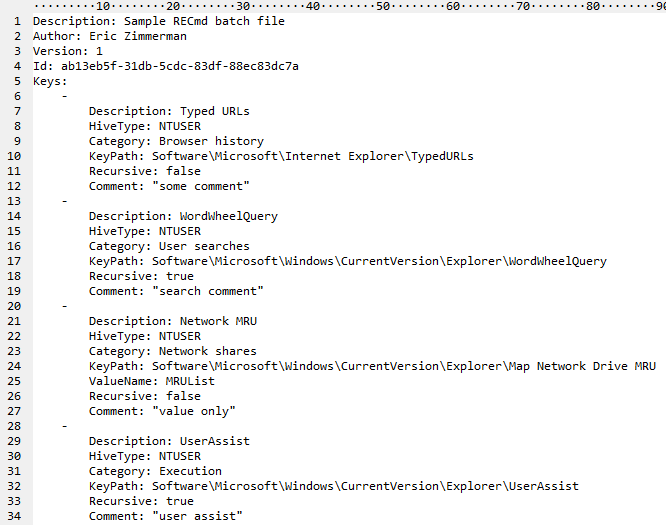 ·········10········20········30········40········50········60········70········80········90
1 Description: Sample RECmd batch file
2 Author: Eric Zimmerman
3 Version: 1
4 Id: ab13eb5f-31db-5cdc-83df-88ec83dc7a
5 Keys:
6     -
7         Description: Typed URLs
8         HiveType: NTUSER
9         Category: Browser history
10         KeyPath: Software\Microsoft\Internet Explorer\TypedURLs
11         Recursive: false
12         Comment: "some comment"
13     -
14         Description: WordWheelQuery
15         HiveType: NTUSER
16         Category: User searches
17         KeyPath: Software\Microsoft\Windows\CurrentVersion\Explorer\WordWheelQuery
18         Recursive: true
19         Comment: "search comment"
20     -
21         Description: Network MRU
22         HiveType: NTUSER
23         Category: Network shares
24         KeyPath: Software\Microsoft\Windows\CurrentVersion\Explorer\Map Network Drive MRU
25         ValueName: MRUList
26         Recursive: false
27         Comment: "value only"
28     -
29         Description: UserAssist
30         HiveType: NTUSER
31         Category: Execution
32         KeyPath: Software\Microsoft\Windows\CurrentVersion\Explorer\UserAssist
33         Recursive: true
34         Comment: "user assist"